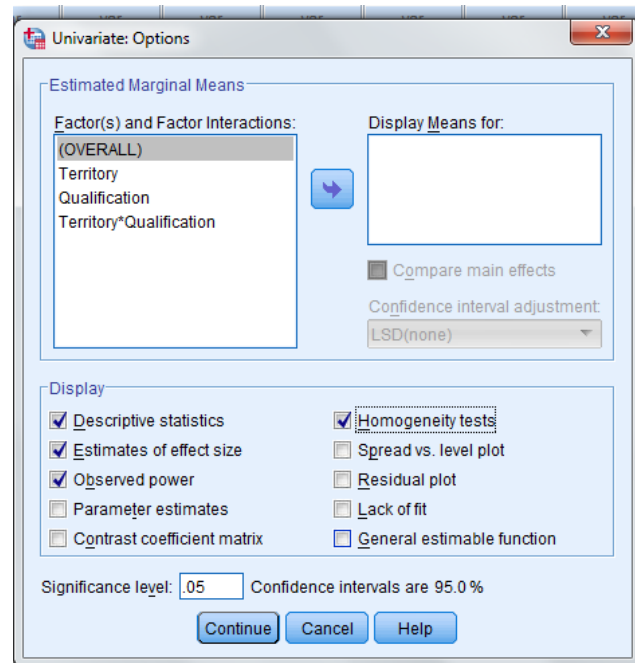 Univariate: Options
Estimated Marginal Means
Factor(s) and Factor Interactions:
(OVERALL)
Territory
Qualification
Territory*Qualification
Display Means for:
Compare main effects
Confidence interval adjustment:
LSD(none)
Display
Descriptive statistics
Estimates of effect size
Observed power
Parameter estimates
Contrast coefficient matrix
Homogeneity tests
Spread vs. level plot
Residual plot
Lack of fit
General estimable function
Significance level: .05 Confidence intervals are 95.0 %
Continue Cancel Help